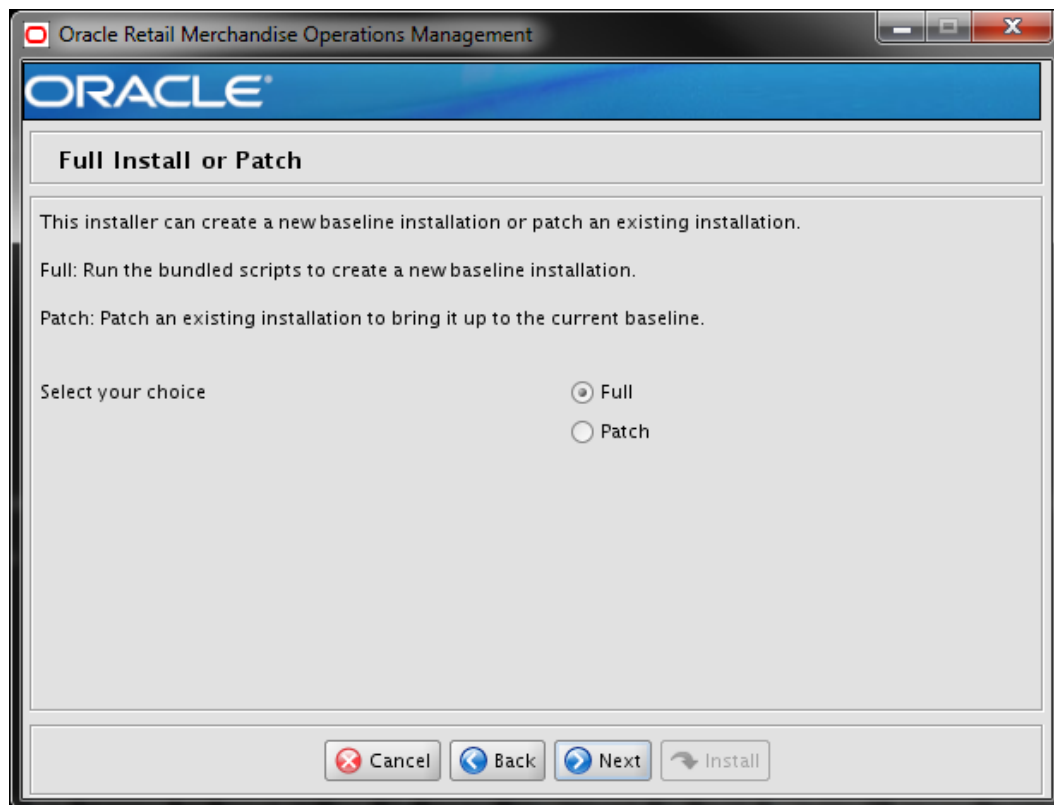 Oracle Retail Merchandise Operations Management
ORACLE®
Full Install or Patch
This installer can create a new baseline installation or patch an existing installation.
Full: Run the bundled scripts to create a new baseline installation.
Patch: Patch an existing installation to bring it up to the current baseline.
Select your choice
Full
Patch
Cancel
Back
Next
Install